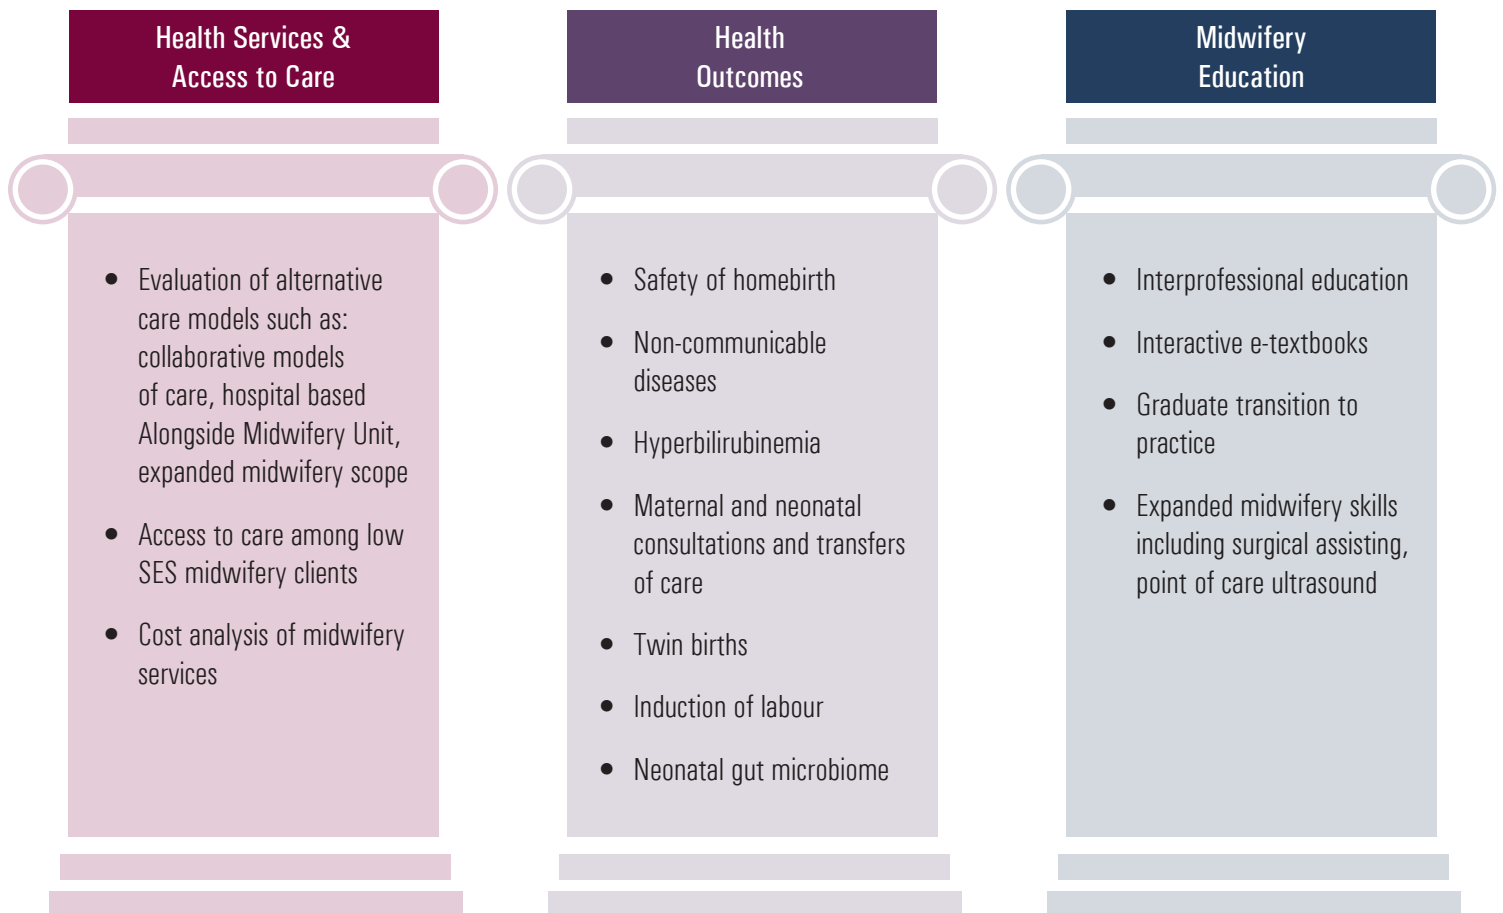 Health Services &
Access to Care
• Evaluation of alternative
care models such as:
collaborative models
of care, hospital based
Alongside Midwifery Unit,
expanded midwifery scope
• Access to care among low
SES midwifery clients
• Cost analysis of midwifery
services
Health
Outcomes
• Safety of homebirth
• Non-communicable
diseases
• Hyperbilirubinemia
• Maternal and neonatal
consultations and transfers
of care
• Twin births
• Induction of labour
• Neonatal gut microbiome
Midwifery
Education
• Interprofessional education
• Interactive e-textbooks
• Graduate transition to
practice
• Expanded midwifery skills
including surgical assisting,
point of care ultrasound